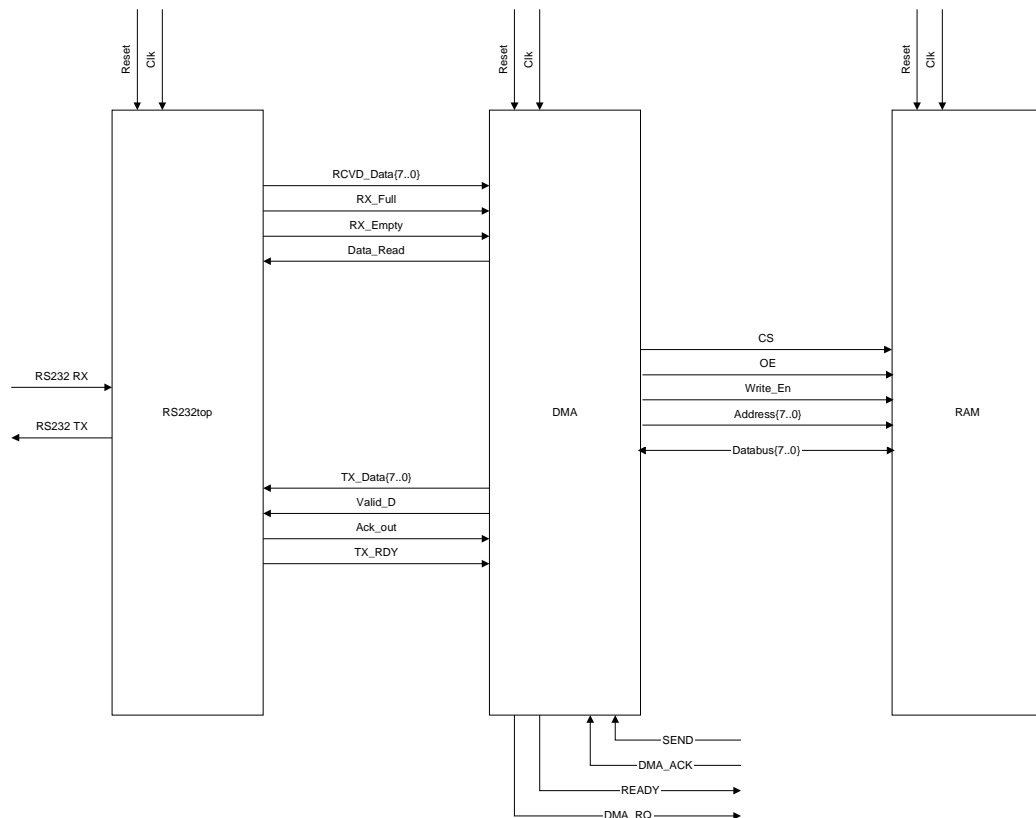 Reset
Clk
Reset
Clk
Reset
Clk
RCVD_Data{7..0}
RX_Full
RX_Empty
Data_Read
CS
OE
RS232 RX
Write_En
RS232top
DMA
Address{7..0}
RAM
RS232 TX
Databus{7..0}
TX_Data{7..0}
Valid_D
Ack_out
TX_RDY
SEND
DMA_ACK
READY
DMA_RQ